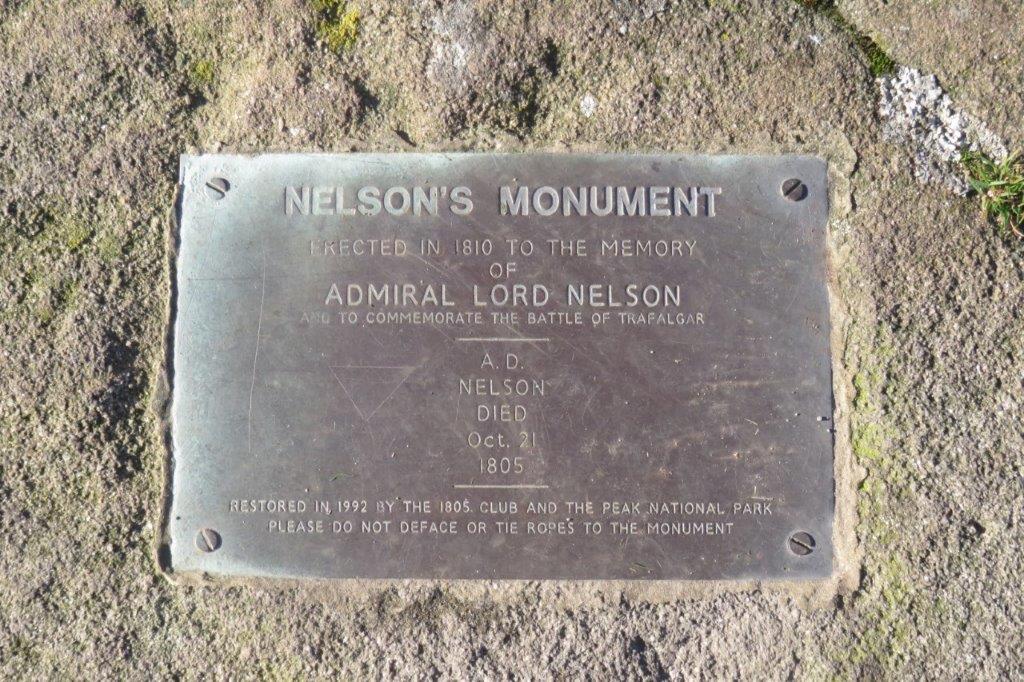 NELSON'S MONUMENT
ERECTED IN 1810 TO THE MEMORY
OF
ADMIRAL LORD NELSON
AND TO COMMEMORATE THE BATTLE OF TRAFALGAR
A.D.
NELSON
DIED
Oct. 21
1805
RESTORED IN 1992 BY THE 1805 CLUB AND THE PEAK NATIONAL PARK
PLEASE DO NOT DEFACE OR TIE ROPES TO THE MONUMENT